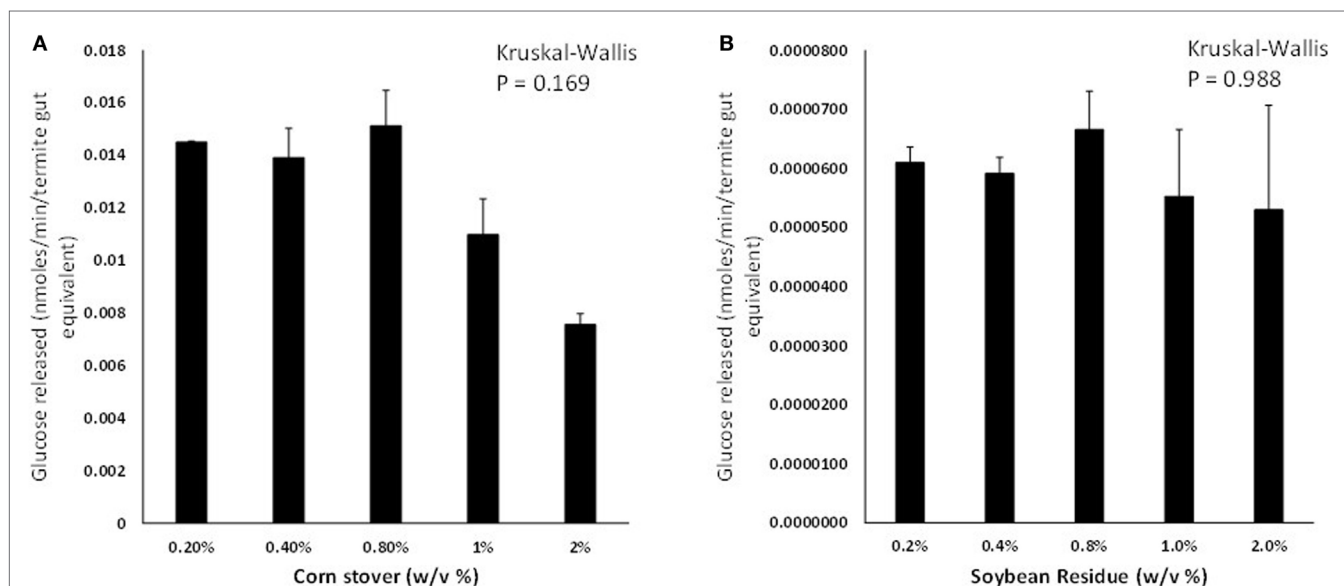 A
Kruskal-Wallis
P = 0.169
Glucose released (nmoles/min/termite gut
equivalent)
0.018
0.016
0.014
0.012
0.01
0.008
0.006
0.004
0.002
0
0.20% 0.40% 0.80% 1% 2%
Corn stover (w/v %)
B
Kruskal-Wallis
P = 0.988
Glucose released (nmoles/min/termite gut
equivalent)
0.0000800
0.0000700
0.0000600
0.0000500
0.0000400
0.0000300
0.0000200
0.0000100
0.0000000
0.2% 0.4% 0.8% 1.0% 2.0%
Soybean Residue (w/v %)